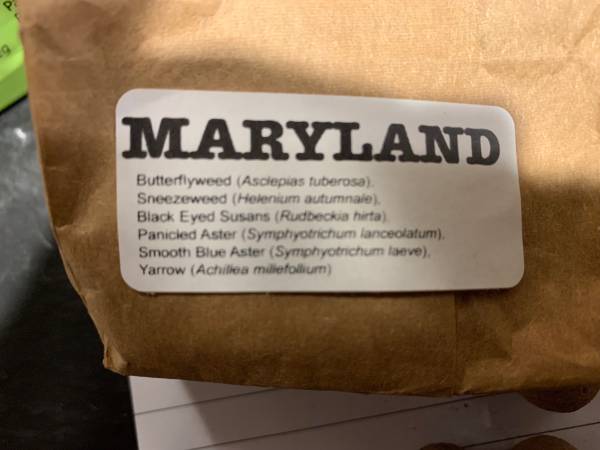 MARYLAND
Butterflyweed (Asclepias tuberosa),
Sneezeweed (Helenium autumnale),
Black Eyed Susans (Rudbeckia hirta)
Panicled Aster (Symphyotrichum lanceolatum),
Smooth Blue Aster (Symphyotrichum laeve),
Yarrow (Achillea millefollium)